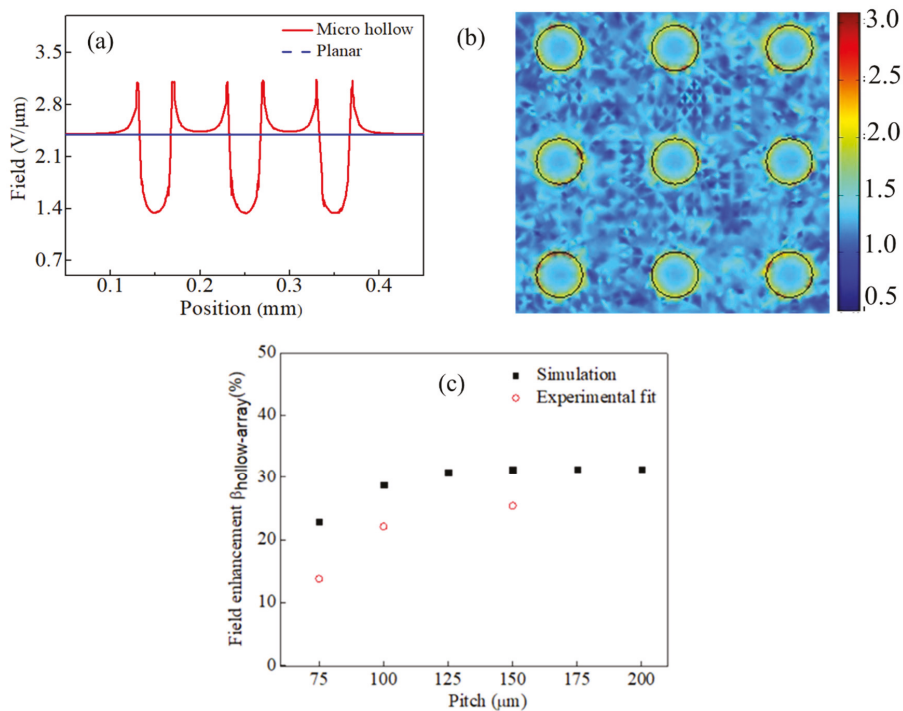 (a)
Micro hollow
Planar
Field (V/μm)
3.5
2.8
2.1
1.4
0.7
0.1 0.2 0.3 0.4
Position (mm)
(b)
3.0
2.5
2.0
1.5
1.0
0.5
(c)
Simulation
Experimental fit
Field enhancement βhollow-array(%)
50
40
30
20
10
0
75 100 125 150 175 200
Pitch (μm)